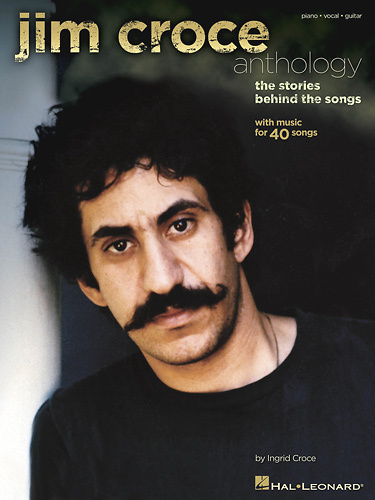 piano • vocal • guitar
jim croce
anthology
the stories
behind the songs
with music
for 40 songs
by Ingrid Croce
HAL•LEONARD®